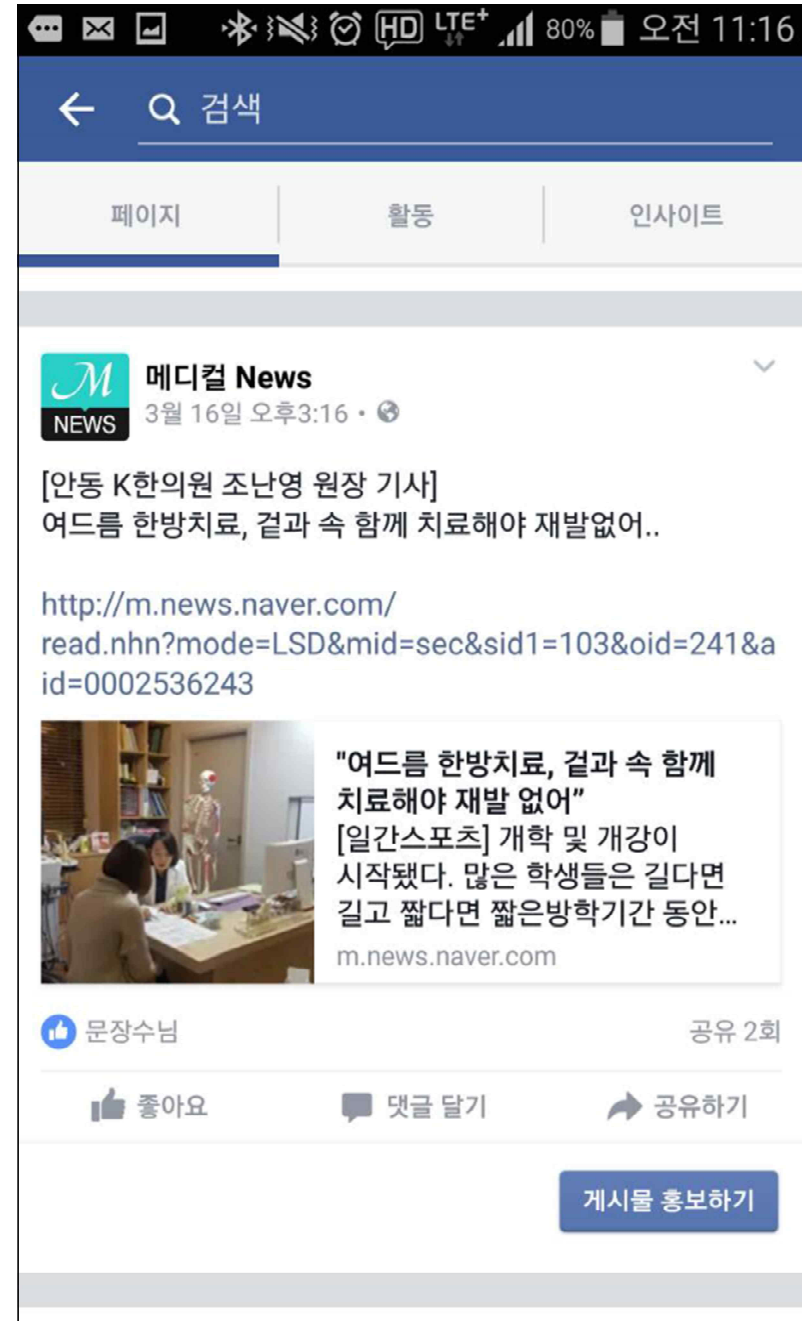 HD LTE+ 80% 오전 11:16
검색
페이지 활동 인사이트
M
NEWS
메디컬 News
3월 16일 오후3:16 •
[안동 K한의원 조난영 원장 기사]
여드름 한방치료, 겉과 속 함께 치료해야 재발없어..
http://m.news.naver.com/
read.nhn?mode=LSD&mid=sec&sid1=103&oid=241&a
id=0002536243
"여드름 한방치료, 겉과 속 함께
치료해야 재발 없어”
[일간스포츠] 개학 및 개강이
시작됐다. 많은 학생들은 길다면
길고 짧다면 짧은방학기간 동안...
m.news.naver.com
문장수님 공유 2회
좋아요 댓글 달기 공유하기
게시물 홍보하기